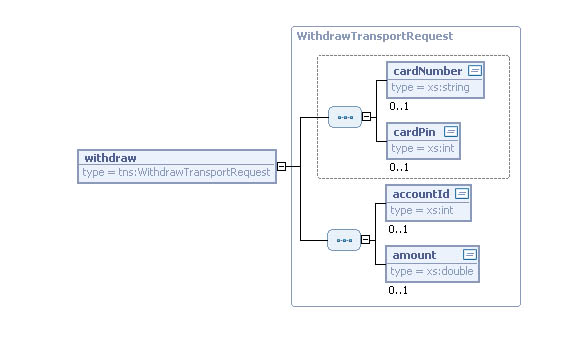 WithdrawTransportRequest
cardNumber
type = xs:string
0..1
cardPin
type = xs:int
0..1
withdraw
type = tns:WithdrawTransportRequest
accountId
type = xs:int
0..1
amount
type = xs:double
0..1